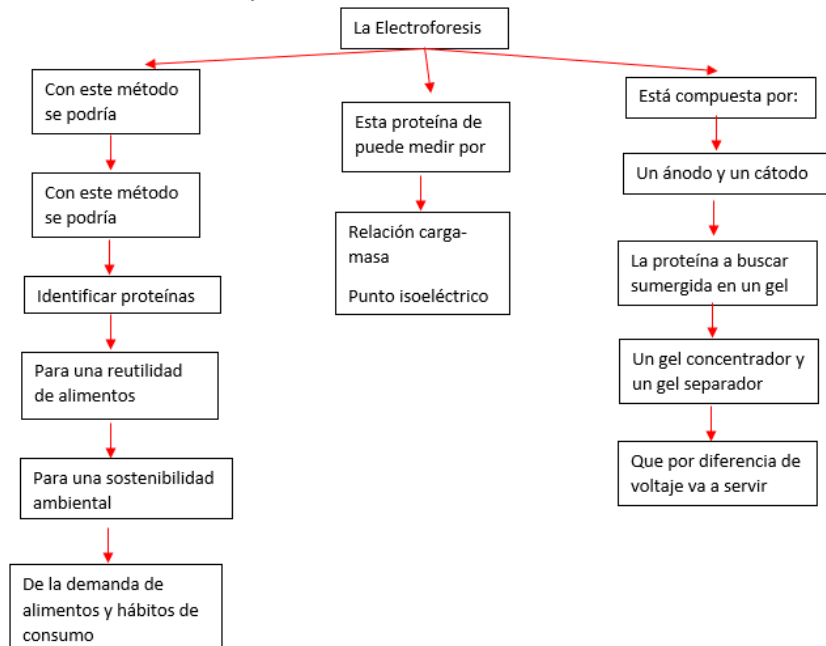 La Electroforesis
Con este método
se podría
Con este método
se podría
Identificar proteínas
Para una reutilidad
de alimentos
Para una sostenibilidad
ambiental
De la demanda de
alimentos y hábitos de
consumo
Esta proteína de
puede medir por
Relación carga-
masa
Punto isoeléctrico
Está compuesta por:
Un ánodo y un cátodo
La proteína a buscar
sumergida en un gel
Un gel concentrador y
un gel separador
Que por diferencia de
voltaje va a servir